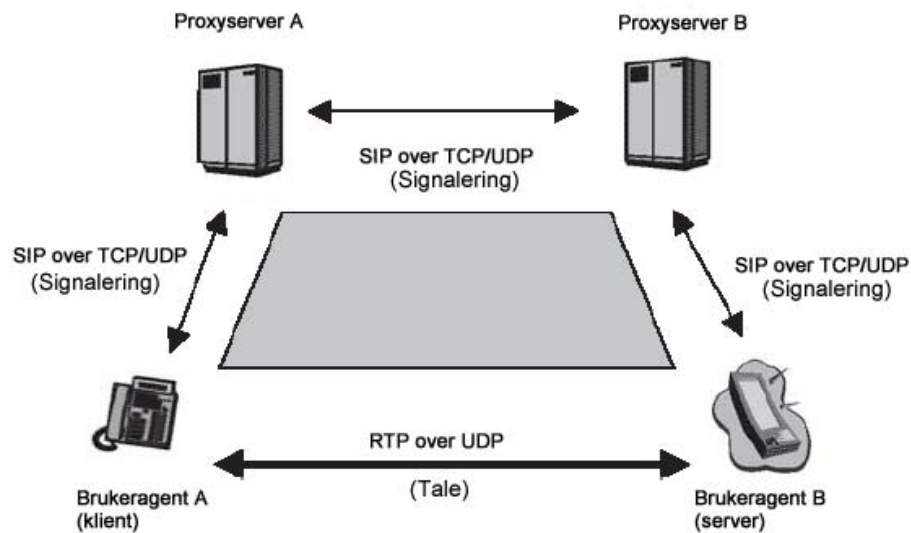 Proxyserver A
Proxyserver B
SIP over TCP/UDP
(Signalering)
SIP over TCP/UDP
(Signalering)
SIP over TCP/UDP
(Signalering)
RTP over UDP
(Tale)
Brukeragent A
(klient)
Brukeragent B
(server)